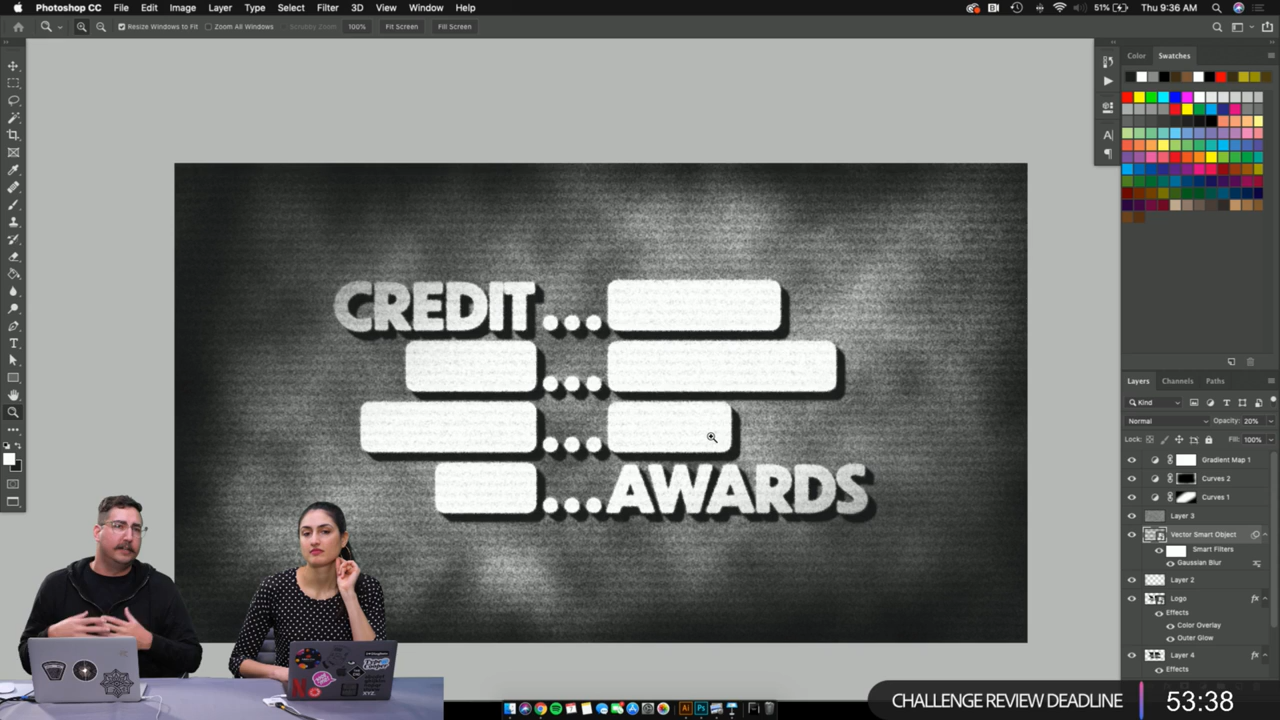 Photoshop CC File Edit Image Layer Type Select Filter 3D View Window Help 51% Thu 9:36 AM
Resize Windows to Fit Zoom All Windows Scrubby Zoom 100% Fit Screen Fill Screen
Color Swatches
CREDIT...
...
...
...AWARDS
Layers Channels Paths
Kind
Normal Opacity: 20%
Lock: Fill: 100%
Gradient Map 1
Curves 2
Curves 1
Layer 3
Vector Smart Object
Smart Filters
Gaussian Blur
Layer 2
Logo fx
Effects
Color Overlay
Outer Glow
Layer 4 fx
Effects
CHALLENGE REVIEW DEADLINE 53:38